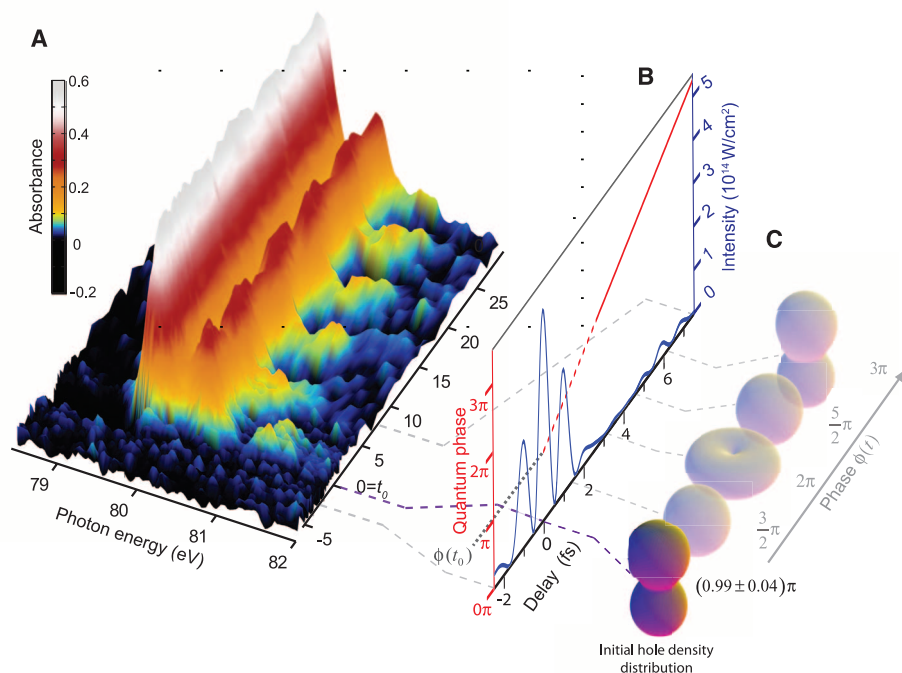 A
Absorbance
0.6
0.4
0.2
0
-0.2
79
80
81
82
Photon energy (eV)
-5
0=t₀
5
10
15
20
25
B
Quantum phase
0π
π
2π
3π
ϕ(t₀)
-2
0
2
4
6
Delay (fs)
0
1
2
3
4
5
Intensity (10¹⁴ W/cm²)
C
3π
5/2 π
2π
3/2 π
(0.99 ± 0.04)π
Phase ϕ(t)
Initial hole density
distribution